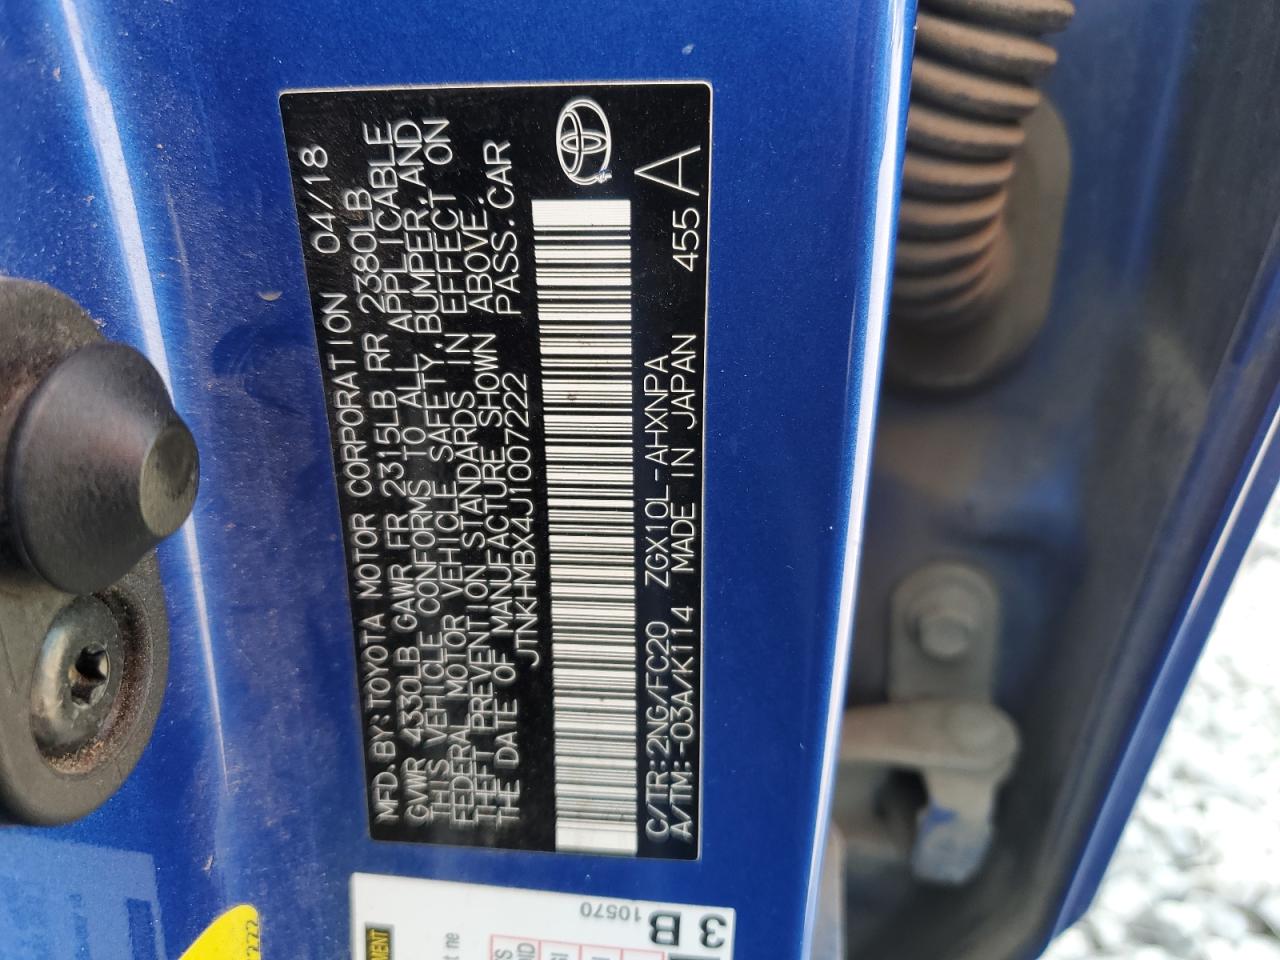 MFD.BY:TOYOTA MOTOR CORPORATION 04/18
GVWR 4330LB GAWR FR 2315LB RR 2380LB
THIS VEHICLE CONFORMS TO ALL APPLICABLE
FEDERAL MOTOR VEHICLE SAFETY,BUMPER,AND
THEFT PREVENTION STANDARDS IN EFFECT ON
THE DATE OF MANUFACTURE SHOWN ABOVE.
JTNKHMBX4J1007222 PASS.CAR
C/TR:2NG/FC20 ZGX10L-AHXNPA
A/TM:-03A/K114 MADE IN JAPAN 455 A
3B
10570